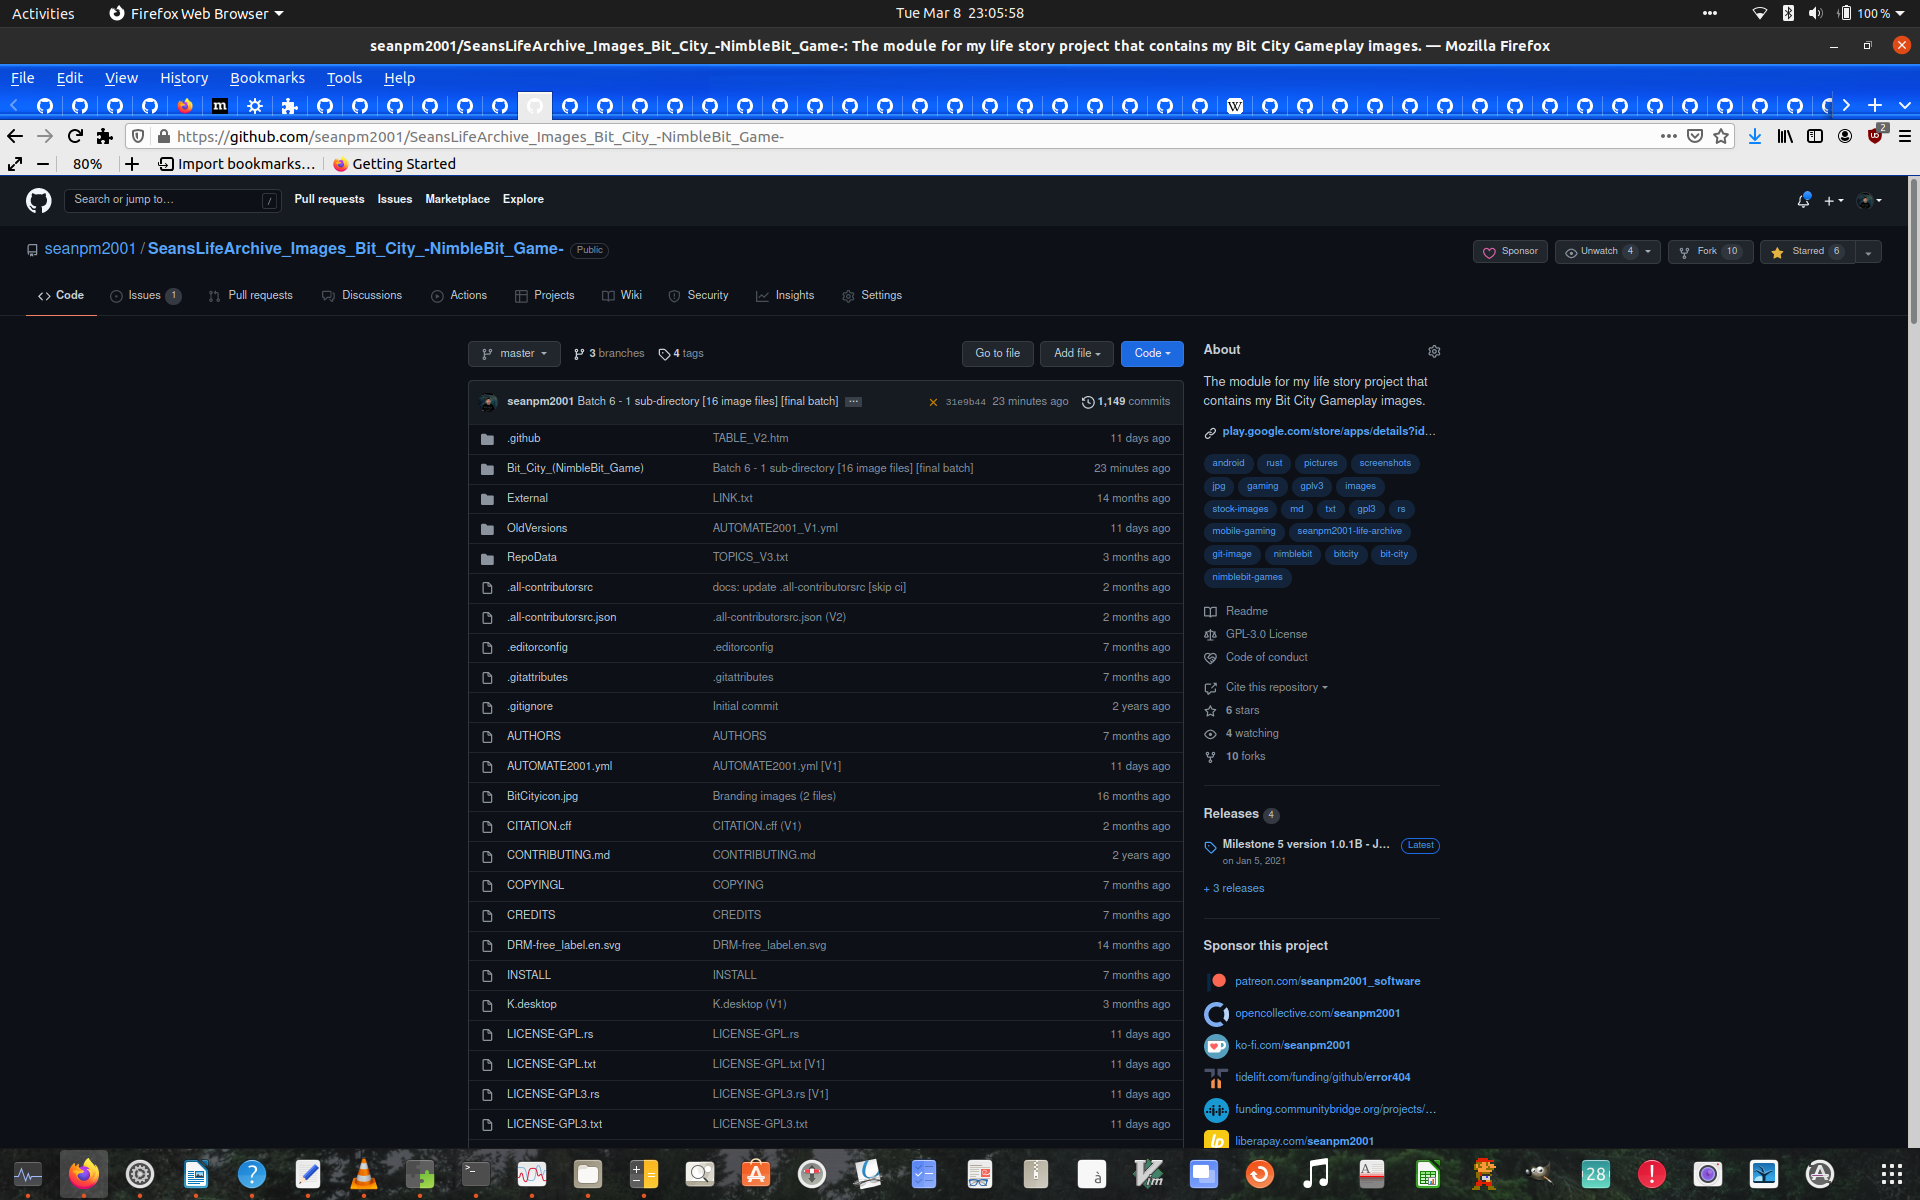 Activities
Firefox Web Browser
Tue Mar 8 23:05:58
100 %
seanpm2001/SeansLifeArchive_Images_Bit_City_-NimbleBit_Game-: The module for my life story project that contains my Bit City Gameplay images. — Mozilla Firefox
File Edit View History Bookmarks Tools Help
https://github.com/seanpm2001/SeansLifeArchive_Images_Bit_City_-NimbleBit_Game-
2
80%
Import bookmarks…
Getting Started
Search or jump to…
/
Pull requests Issues Marketplace Explore
seanpm2001 / SeansLifeArchive_Images_Bit_City_-NimbleBit_Game-
Public
Sponsor
Unwatch 4
Fork 10
Starred 6
Code
Issues 1
Pull requests
Discussions
Actions
Projects
Wiki
Security
Insights
Settings
master
3 branches
4 tags
Go to file
Add file
Code
seanpm2001 Batch 6 - 1 sub-directory [16 image files] [final batch]
31e9b44 23 minutes ago
1,149 commits
.github TABLE_V2.htm 11 days ago
Bit_City_(NimbleBit_Game) Batch 6 - 1 sub-directory [16 image files] [final batch] 23 minutes ago
External LINK.txt 14 months ago
OldVersions AUTOMATE2001_V1.yml 11 days ago
RepoData TOPICS_V3.txt 3 months ago
.all-contributorsrc docs: update .all-contributorsrc [skip ci] 2 months ago
.all-contributorsrc.json .all-contributorsrc.json (V2) 2 months ago
.editorconfig .editorconfig 7 months ago
.gitattributes .gitattributes 7 months ago
.gitignore Initial commit 2 years ago
AUTHORS AUTHORS 7 months ago
AUTOMATE2001.yml AUTOMATE2001.yml [V1] 11 days ago
BitCityicon.jpg Branding images (2 files) 16 months ago
CITATION.cff CITATION.cff (V1) 2 months ago
CONTRIBUTING.md CONTRIBUTING.md 2 years ago
COPYINGL COPYING 7 months ago
CREDITS CREDITS 7 months ago
DRM-free_label.en.svg DRM-free_label.en.svg 14 months ago
INSTALL INSTALL 7 months ago
K.desktop K.desktop (V1) 3 months ago
LICENSE-GPL.rs LICENSE-GPL.rs 11 days ago
LICENSE-GPL.txt LICENSE-GPL.txt [V1] 11 days ago
LICENSE-GPL3.rs LICENSE-GPL3.rs [V1] 11 days ago
LICENSE-GPL3.txt LICENSE-GPL3.txt 11 days ago
About
The module for my life story project that
contains my Bit City Gameplay images.
play.google.com/store/apps/details?id…
android rust pictures screenshots
jpg gaming gplv3 images
stock-images md txt gpl3 rs
mobile-gaming seanpm2001-life-archive
git-image nimblebit bitcity bit-city
nimblebit-games
Readme
GPL-3.0 License
Code of conduct
Cite this repository
6 stars
4 watching
10 forks
Releases 4
Milestone 5 version 1.0.1B - J…
Latest
on Jan 5, 2021
+ 3 releases
Sponsor this project
patreon.com/seanpm2001_software
opencollective.com/seanpm2001
ko-fi.com/seanpm2001
tidelift.com/funding/github/error404
funding.communitybridge.org/projects/…
liberapay.com/seanpm2001
28